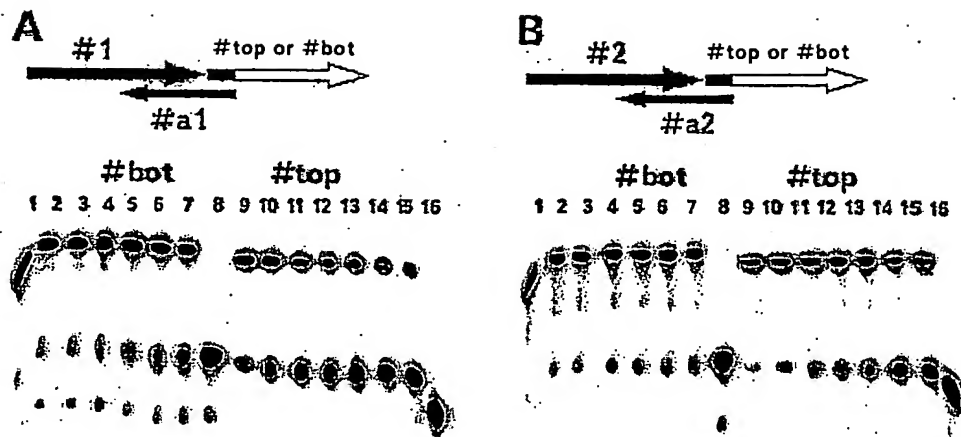 A
#1
#top or #bot
#a1
#bot #top
1 2 3 4 5 6 7 8 9 10 11 12 13 14 15 16
B
#2
#top or #bot
#a2
#bot #top
1 2 3 4 5 6 7 8 9 10 11 12 13 14 15 16